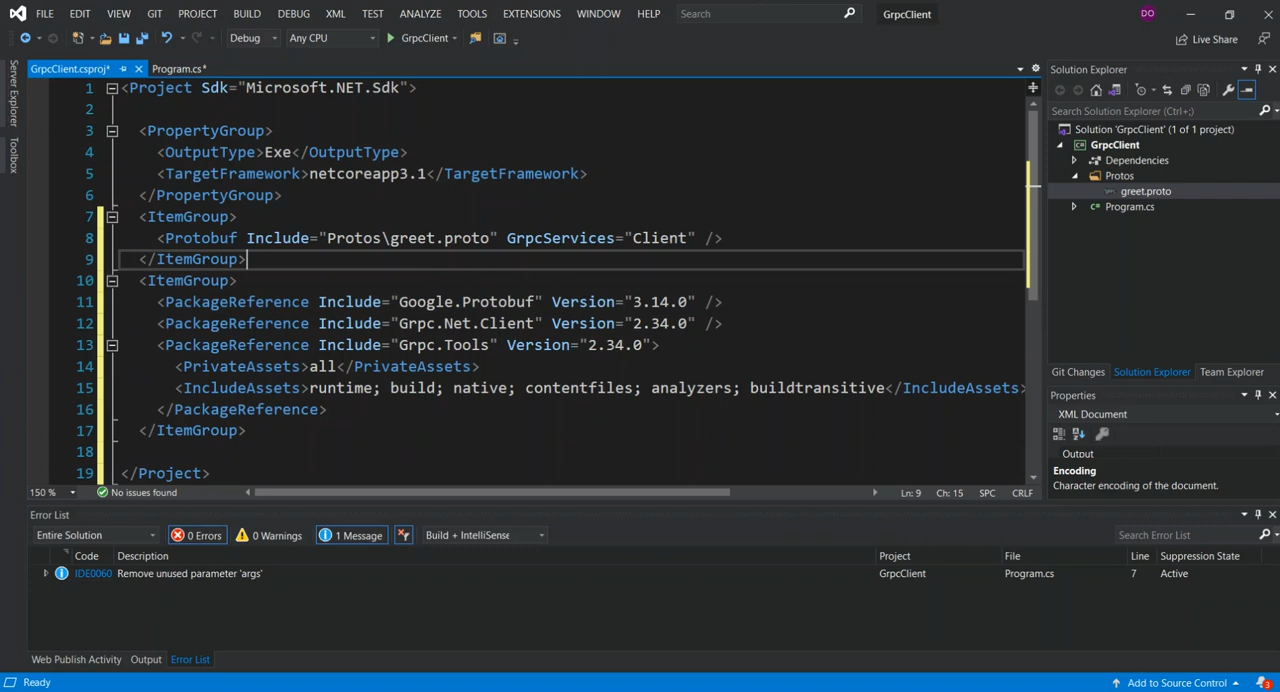 FILE EDIT VIEW GIT PROJECT BUILD DEBUG XML TEST ANALYZE TOOLS EXTENSIONS WINDOW HELP Search GrpcClient DO
Debug Any CPU GrpcClient Live Share
Server Explorer
Toolbox
GrpcClient.csproj* Program.cs*
1 <Project Sdk="Microsoft.NET.Sdk">
2
3 <PropertyGroup>
4 <OutputType>Exe</OutputType>
5 <TargetFramework>netcoreapp3.1</TargetFramework>
6 </PropertyGroup>
7 <ItemGroup>
8 <Protobuf Include="Protos\greet.proto" GrpcServices="Client" />
9 </ItemGroup>
10 <ItemGroup>
11 <PackageReference Include="Google.Protobuf" Version="3.14.0" />
12 <PackageReference Include="Grpc.Net.Client" Version="2.34.0" />
13 <PackageReference Include="Grpc.Tools" Version="2.34.0">
14 <PrivateAssets>all</PrivateAssets>
15 <IncludeAssets>runtime; build; native; contentfiles; analyzers; buildtransitive</IncludeAssets>
16 </PackageReference>
17 </ItemGroup>
18
19 </Project>
150 % No issues found Ln: 9 Ch: 15 SPC CRLF
Solution Explorer
Search Solution Explorer (Ctrl+;)
Solution 'GrpcClient' (1 of 1 project)
GrpcClient
Dependencies
Protos
greet.proto
Program.cs
Git Changes Solution Explorer Team Explorer
Properties
XML Document
Output
Encoding
Character encoding of the document.
Error List
Entire Solution 0 Errors 0 Warnings 1 Message Build + IntelliSense Search Error List
Code Description Project File Line Suppression State
IDE0060 Remove unused parameter 'args' GrpcClient Program.cs 7 Active
Web Publish Activity Output Error List
Ready Add to Source Control 3